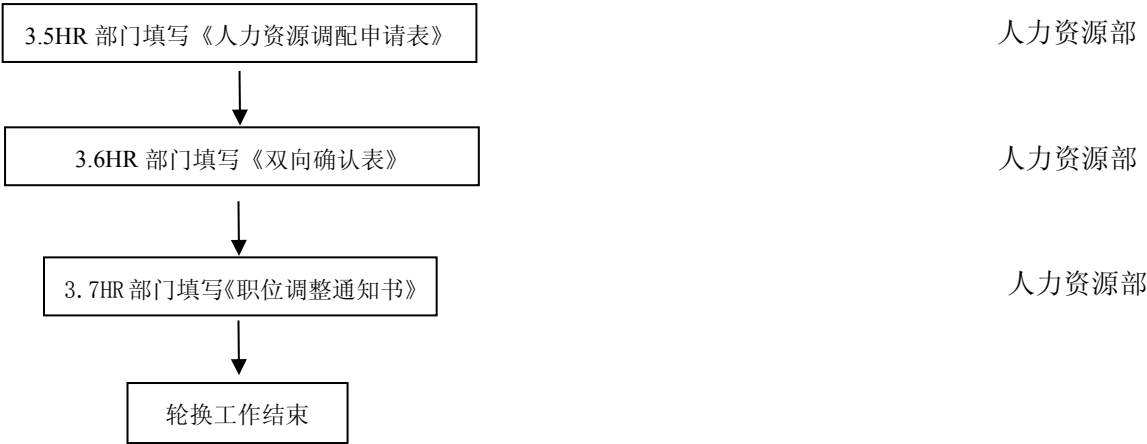 3.5HR 部门填写《人力资源调配申请表》 人力资源部
3.6HR 部门填写《双向确认表》 人力资源部
3.7HR 部门填写《职位调整通知书》 人力资源部
轮换工作结束